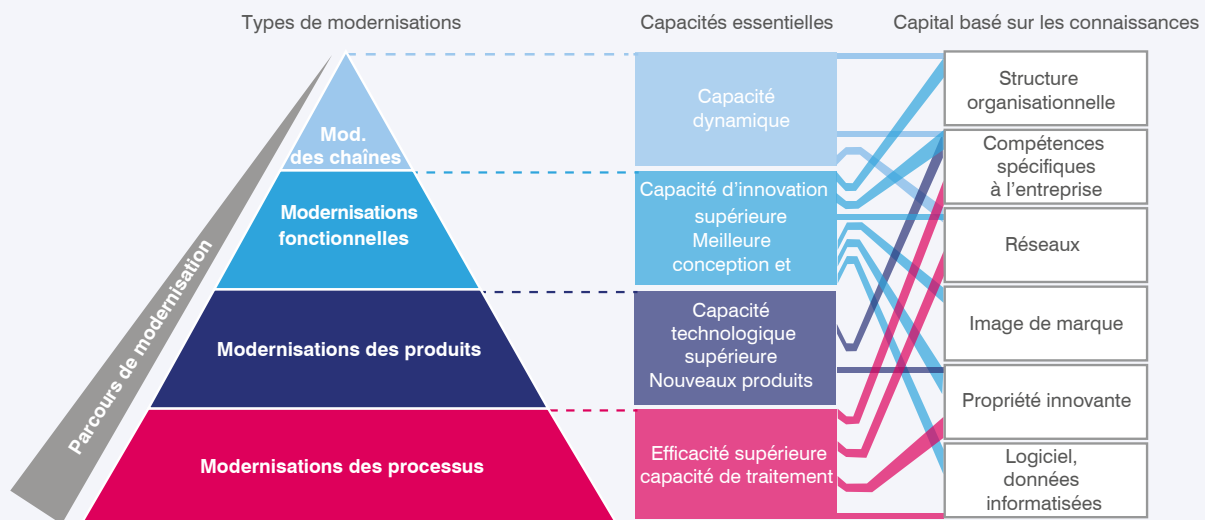 Types de modernisations
Capacités essentielles
Capital basé sur les connaissances
Parcours de modernisation
Mod.
des chaînes
Modernisations
fonctionnelles
Modernisations des produits
Modernisations des processus
Capacité
dynamique
Capacité d’innovation
supérieure
Meilleure
conception et
Capacité
technologique
supérieure
Nouveaux produits
Efficacité supérieure
capacité de traitement
Structure
organisationnelle
Compétences
spécifiques
à l’entreprise
Réseaux
Image de marque
Propriété innovante
Logiciel,
données
informatisées